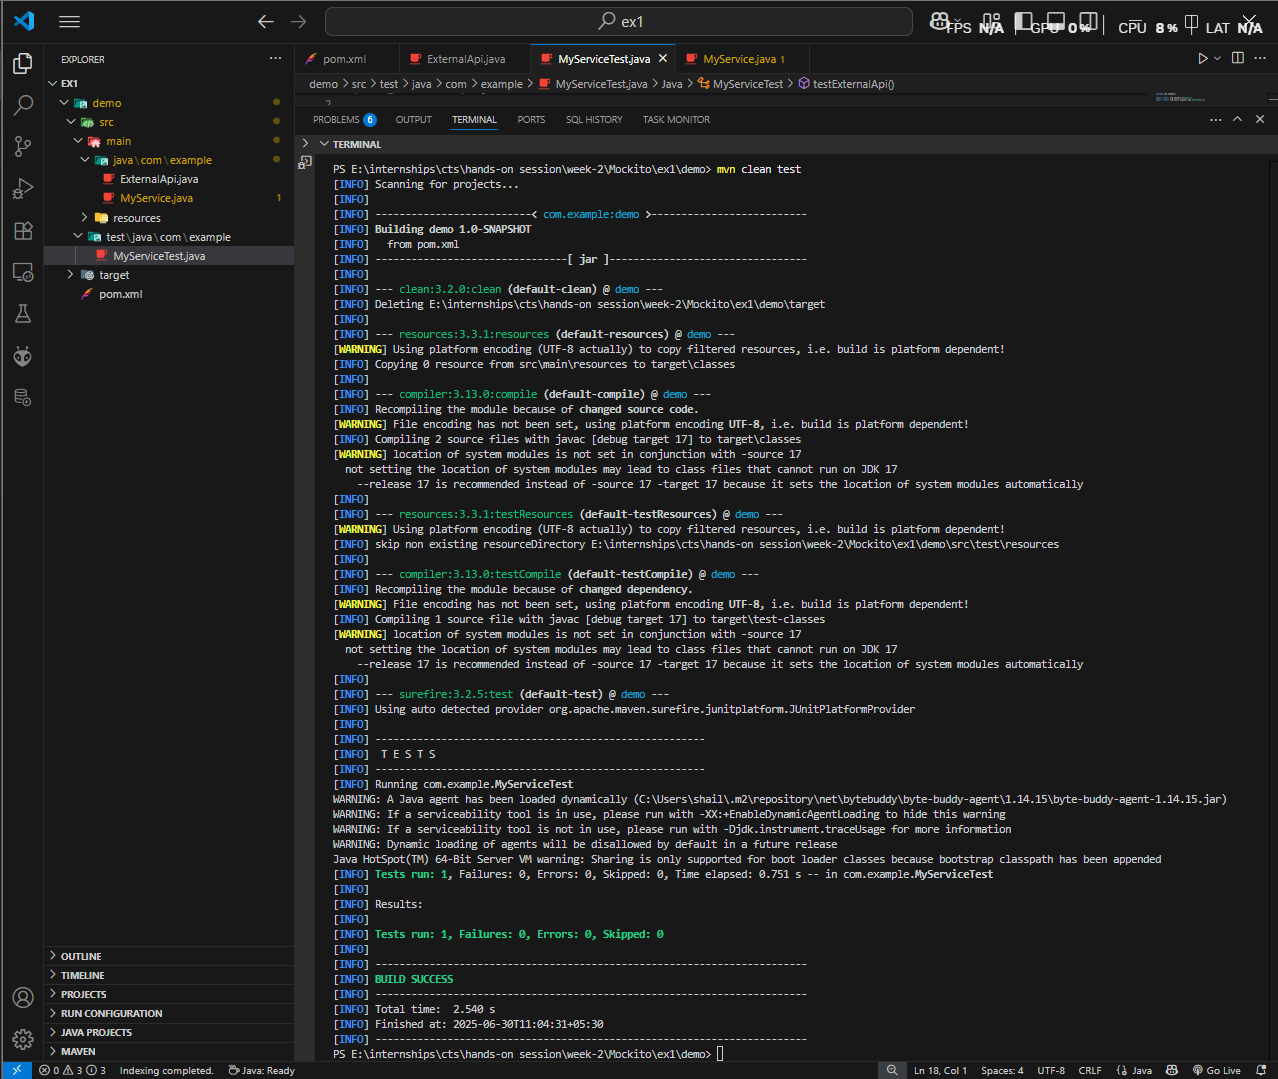 ex1
FPS N/A GPU 0% CPU 8% LAT N/A
EXPLORER
EX1
demo
src
main
java\com\example
ExternalApi.java
MyService.java 1
resources
test\java\com\example
MyServiceTest.java
target
pom.xml
OUTLINE
TIMELINE
PROJECTS
RUN CONFIGURATION
JAVA PROJECTS
MAVEN
pom.xml ExternalApi.java MyServiceTest.java MyService.java 1
demo > src > test > java > com > example > MyServiceTest.java > Java > MyServiceTest > testExternalApi()
2
PROBLEMS 6 OUTPUT TERMINAL PORTS SQL HISTORY TASK MONITOR
TERMINAL
PS E:\internships\cts\hands-on session\week-2\Mockito\ex1\demo> mvn clean test
[INFO] Scanning for projects...
[INFO]
[INFO] --------------------------< com.example:demo >--------------------------
[INFO] Building demo 1.0-SNAPSHOT
[INFO]   from pom.xml
[INFO] --------------------------------[ jar ]---------------------------------
[INFO]
[INFO] --- clean:3.2.0:clean (default-clean) @ demo ---
[INFO] Deleting E:\internships\cts\hands-on session\week-2\Mockito\ex1\demo\target
[INFO]
[INFO] --- resources:3.3.1:resources (default-resources) @ demo ---
[WARNING] Using platform encoding (UTF-8 actually) to copy filtered resources, i.e. build is platform dependent!
[INFO] Copying 0 resource from src\main\resources to target\classes
[INFO]
[INFO] --- compiler:3.13.0:compile (default-compile) @ demo ---
[INFO] Recompiling the module because of changed source code.
[WARNING] File encoding has not been set, using platform encoding UTF-8, i.e. build is platform dependent!
[INFO] Compiling 2 source files with javac [debug target 17] to target\classes
[WARNING] location of system modules is not set in conjunction with -source 17
not setting the location of system modules may lead to class files that cannot run on JDK 17
--release 17 is recommended instead of -source 17 -target 17 because it sets the location of system modules automatically
[INFO]
[INFO] --- resources:3.3.1:testResources (default-testResources) @ demo ---
[WARNING] Using platform encoding (UTF-8 actually) to copy filtered resources, i.e. build is platform dependent!
[INFO] skip non existing resourceDirectory E:\internships\cts\hands-on session\week-2\Mockito\ex1\demo\src\test\resources
[INFO]
[INFO] --- compiler:3.13.0:testCompile (default-testCompile) @ demo ---
[INFO] Recompiling the module because of changed dependency.
[WARNING] File encoding has not been set, using platform encoding UTF-8, i.e. build is platform dependent!
[INFO] Compiling 1 source file with javac [debug target 17] to target\test-classes
[WARNING] location of system modules is not set in conjunction with -source 17
not setting the location of system modules may lead to class files that cannot run on JDK 17
--release 17 is recommended instead of -source 17 -target 17 because it sets the location of system modules automatically
[INFO]
[INFO] --- surefire:3.2.5:test (default-test) @ demo ---
[INFO] Using auto detected provider org.apache.maven.surefire.junitplatform.JUnitPlatformProvider
[INFO]
[INFO] -------------------------------------------------------
[INFO]  T E S T S
[INFO] -------------------------------------------------------
[INFO] Running com.example.MyServiceTest
WARNING: A Java agent has been loaded dynamically (C:\Users\shail\.m2\repository\net\bytebuddy\byte-buddy-agent\1.14.15\byte-buddy-agent-1.14.15.jar)
WARNING: If a serviceability tool is in use, please run with -XX:+EnableDynamicAgentLoading to hide this warning
WARNING: If a serviceability tool is not in use, please run with -Djdk.instrument.traceUsage for more information
WARNING: Dynamic loading of agents will be disallowed by default in a future release
Java HotSpot(TM) 64-Bit Server VM warning: Sharing is only supported for boot loader classes because bootstrap classpath has been appended
[INFO] Tests run: 1, Failures: 0, Errors: 0, Skipped: 0, Time elapsed: 0.751 s -- in com.example.MyServiceTest
[INFO]
[INFO] Results:
[INFO]
[INFO] Tests run: 1, Failures: 0, Errors: 0, Skipped: 0
[INFO]
[INFO] ------------------------------------------------------------------------
[INFO] BUILD SUCCESS
[INFO] ------------------------------------------------------------------------
[INFO] Total time:  2.540 s
[INFO] Finished at: 2025-06-30T11:04:31+05:30
[INFO] ------------------------------------------------------------------------
PS E:\internships\cts\hands-on session\week-2\Mockito\ex1\demo>
0 3 3 Indexing completed. Java: Ready Ln 18, Col 1 Spaces: 4 UTF-8 CRLF {} Java Go Live